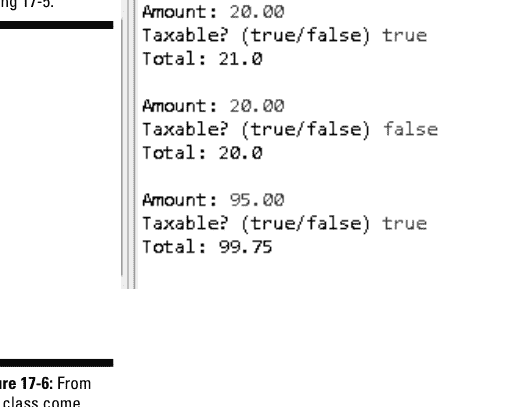 ng 17-5.
Amount: 20.00
Taxable? (true/false) true
Total: 21.0
Amount: 20.00
Taxable? (true/false) false
Total: 20.0
Amount: 95.00
Taxable? (true/false) true
Total: 99.75
ure 17-6: From
class come